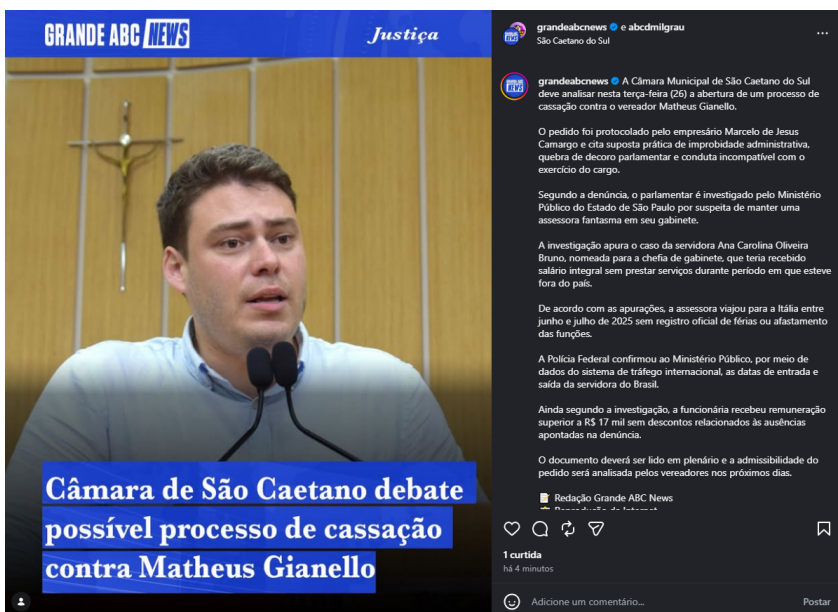 GRANDE ABC NEWS
Justiça
Câmara de São Caetano debate
possível processo de cassação
contra Matheus Gianello
grandeabcnews e abcdmilgrau
São Caetano do Sul
grandeabcnews A Câmara Municipal de São Caetano do Sul
deve analisar nesta terça-feira (26) a abertura de um processo de
cassação contra o vereador Matheus Gianello.
O pedido foi protocolado pelo empresário Marcelo de Jesus
Camargo e cita suposta prática de improbidade administrativa,
quebra de decoro parlamentar e conduta incompatível com o
exercício do cargo.
Segundo a denúncia, o parlamentar é investigado pelo Ministério
Público do Estado de São Paulo por suspeita de manter uma
assessora fantasma em seu gabinete.
A investigação apura o caso da servidora Ana Carolina Oliveira
Bruno, nomeada para a chefia de gabinete, que teria recebido
salário integral sem prestar serviços durante período em que esteve
fora do país.
De acordo com as apurações, a assessora viajou para a Itália entre
junho e julho de 2025 sem registro oficial de férias ou afastamento
das funções.
A Polícia Federal confirmou ao Ministério Público, por meio de
dados do sistema de tráfego internacional, as datas de entrada e
saída da servidora do Brasil.
Ainda segundo a investigação, a funcionária recebeu remuneração
superior a R$ 17 mil sem descontos relacionados às ausências
apontadas na denúncia.
O documento deverá ser lido em plenário e a admissibilidade do
pedido será analisada pelos vereadores nos próximos dias.
Redação Grande ABC News
1 curtida
há 4 minutos
Adicione um comentário...
Postar